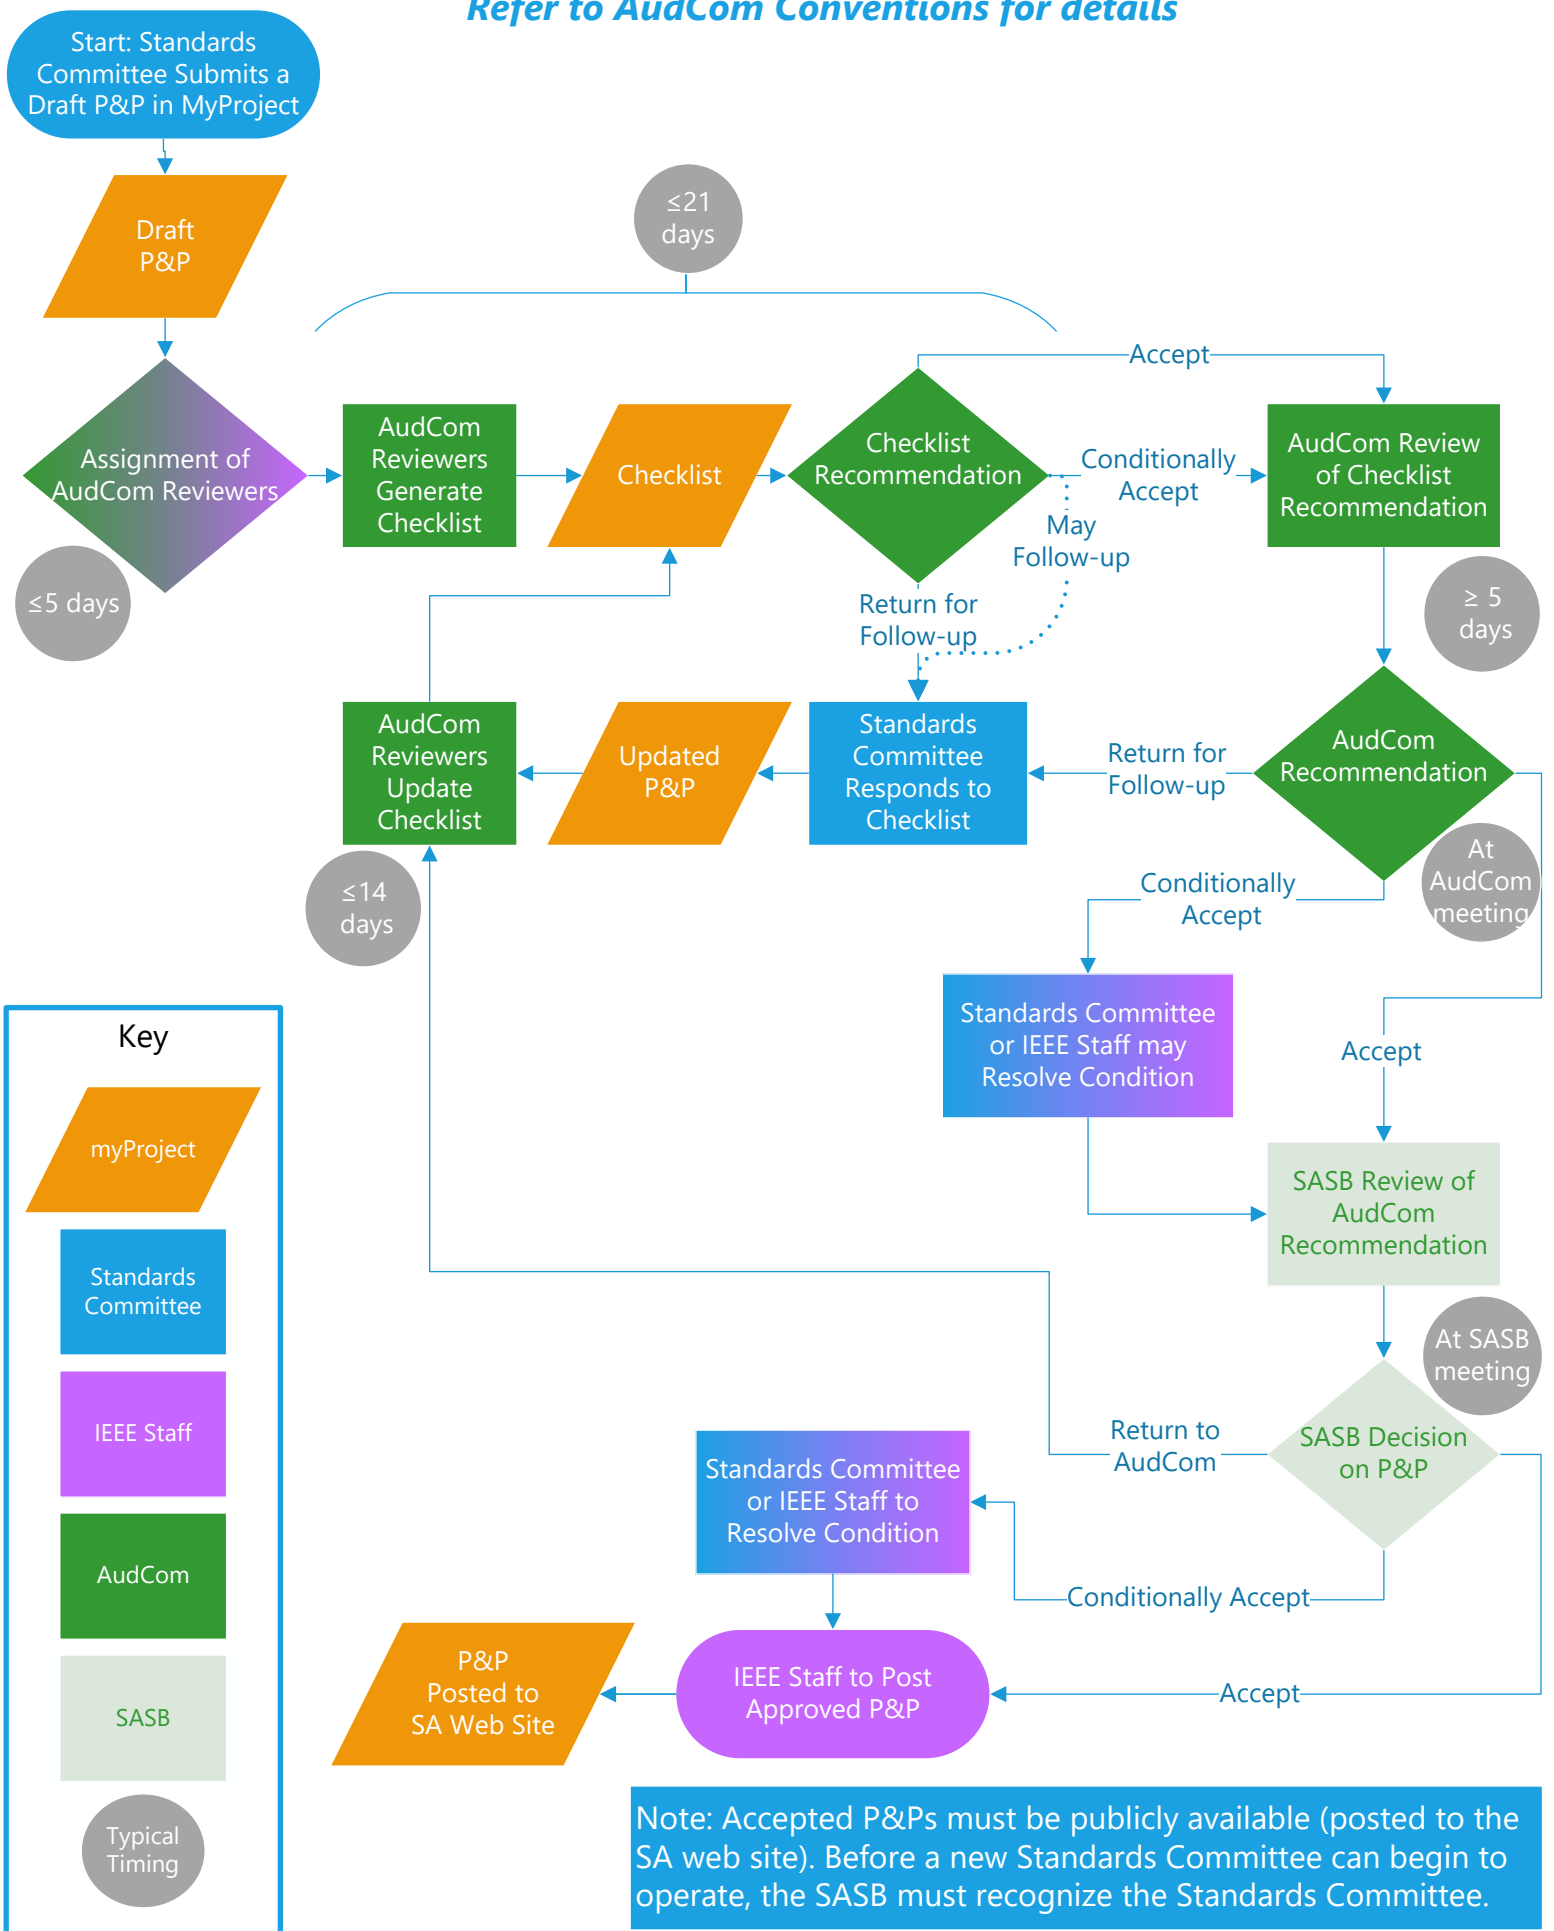 Refer to AudCom Conventions for details
Start: Standards
Committee Submits a
Draft P&P in MyProject
Draft
P&P
≤21
days
Accept
Assignment of
AudCom Reviewers
≤5 days
AudCom
Reviewers
Generate
Checklist
Checklist
Checklist
Recommendation
Conditionally
Accept
May
Follow-up
Return for
Follow-up
AudCom Review
of Checklist
Recommendation
≥ 5
days
AudCom
Reviewers
Update
Checklist
≤14
days
Updated
P&P
Standards
Committee
Responds to
Checklist
Return for
Follow-up
AudCom
Recommendation
At
AudCom
meeting
Conditionally
Accept
Standards Committee
or IEEE Staff may
Resolve Condition
Accept
SASB Review of
AudCom
Recommendation
At SASB
meeting
SASB Decision
on P&P
Return to
AudCom
Standards Committee
or IEEE Staff to
Resolve Condition
Conditionally Accept
Accept
IEEE Staff to Post
Approved P&P
P&P
Posted to
SA Web Site
Key
myProject
Standards
Committee
IEEE Staff
AudCom
SASB
Typical
Timing
Note: Accepted P&Ps must be publicly available (posted to the
SA web site). Before a new Standards Committee can begin to
operate, the SASB must recognize the Standards Committee.